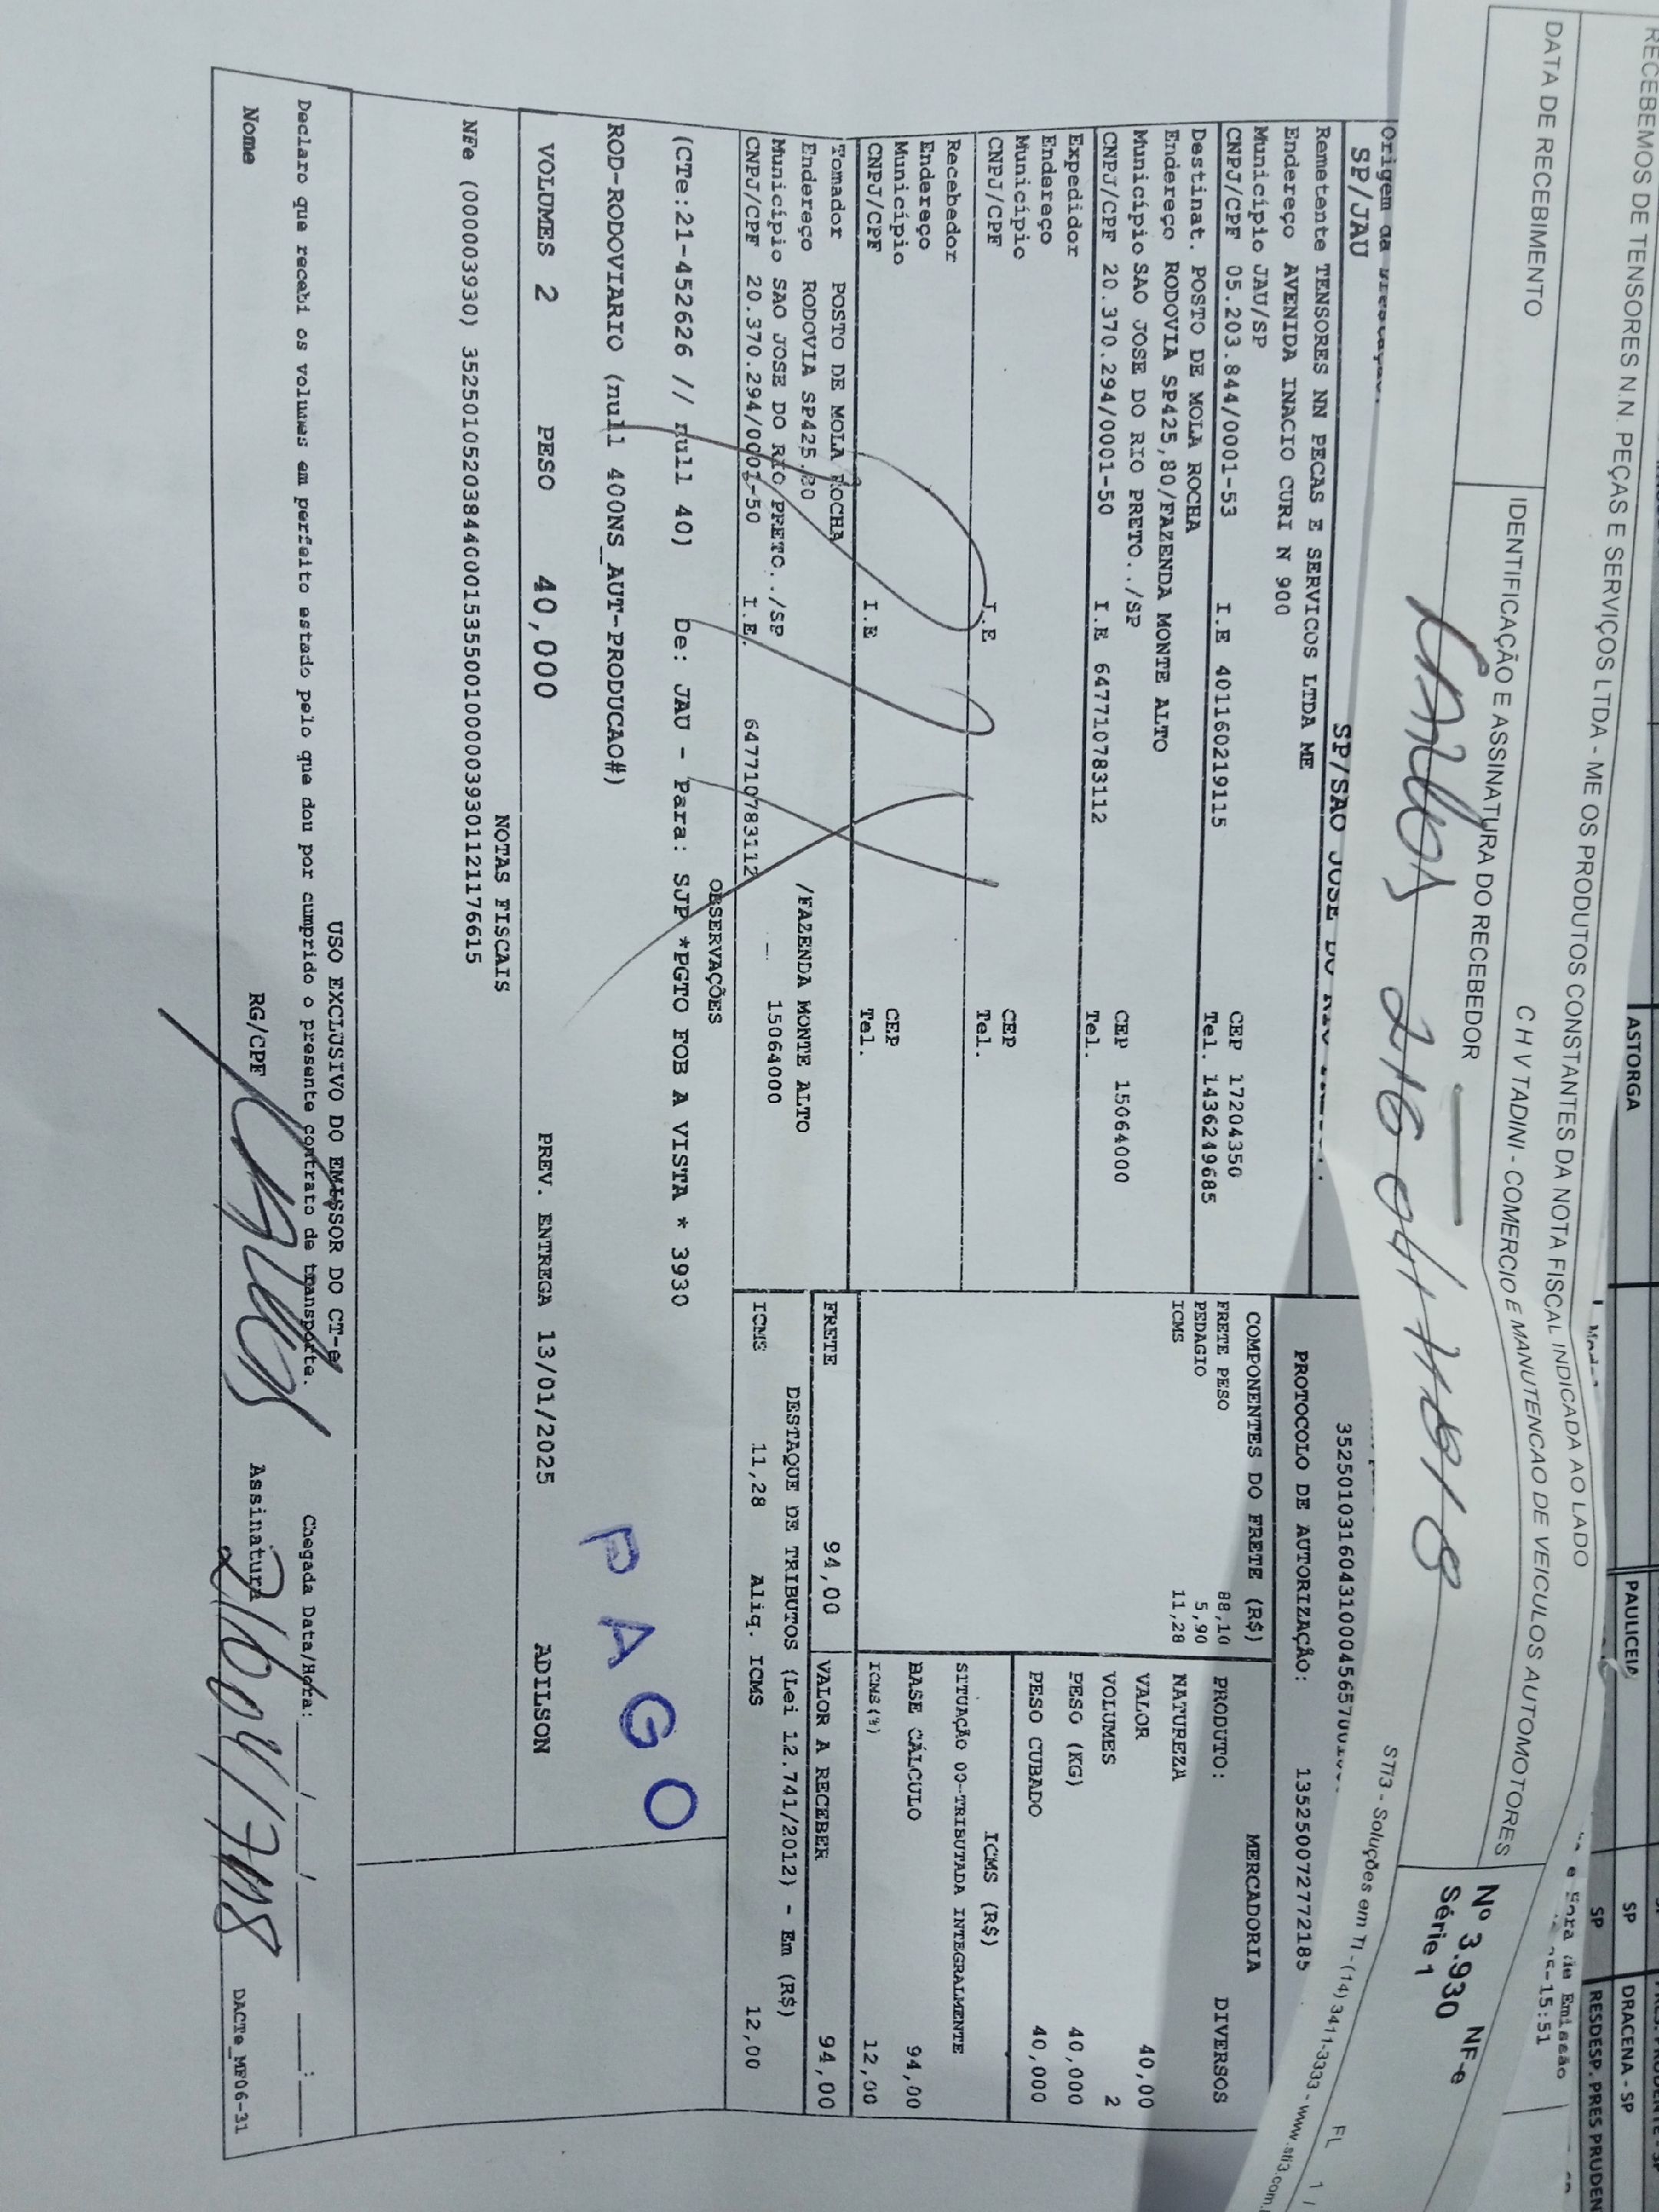 RECEBEMOS DE TENSORES N.N. PEÇAS E SERVIÇOS LTDA - ME OS PRODUTOS CONSTANTES DA NOTA FISCAL INDICADA AO LADO
C H V TADINI - COMERCIO E MANUTENCAO DE VEICULOS AUTOMOTORES
DATA DE RECEBIMENTO
IDENTIFICAÇÃO E ASSINATURA DO RECEBEDOR
NF-e
Nº 3.930
Série 1
ASTORGA
PAULICEIA
SP
DRACENA - SP
SP
RESDESP. PRES PRUDEN
Emissão
15:51
STi3 - Soluções em TI - (14) 3411-3333 - www.sti3.com.
FL 1 /
Origem da
SP/JAU
SP/SAO JOSE DO
Remetente TENSORES NN PECAS E SERVICOS LTDA ME
Endereço AVENIDA INACIO CURI N 900
Município JAU/SP CEP 17204350
CNPJ/CPF 05.203.844/0001-53 I.E 401160219115 Tel. 1436249685
Destinat. POSTO DE MOLA ROCHA
Endereço RODOVIA SP425,80/FAZENDA MONTE ALTO
Município SAO JOSE DO RIO PRETO../SP CEP 15064000
CNPJ/CPF 20.370.294/0001-50 I.E 647710783112 Tel.
Expedidor
Endereço
Município CEP
CNPJ/CPF I.E Tel.
Recebedor
Endereço
Município CEP
CNPJ/CPF I.E Tel.
Tomador POSTO DE MOLA ROCHA
Endereço RODOVIA SP425.80 /FAZENDA MONTE ALTO
Município SAO JOSE DO RIO PRETO../SP 15064000
CNPJ/CPF 20.370.294/0001-50 I.E. 647710783112
PROTOCOLO DE AUTORIZAÇÃO: 135250072772185
COMPONENTES DO FRETE (R$)
FRETE PESO 88,10
PEDAGIO 5,90
ICMS 11,28
MERCADORIA
PRODUTO: DIVERSOS
NATUREZA
VALOR 40,00
VOLUMES 2
PESO (KG) 40,000
PESO CUBADO 40,000
ICMS (R$)
SITUAÇÃO 00-TRIBUTADA INTEGRALMENTE
BASE CÁLCULO 94,00
ICMS(%) 12,00
FRETE 94,00
VALOR A RECEBER 94,00
DESTAQUE DE TRIBUTOS (Lei 12.741/2012) - Em (R$)
ICMS 11,28 Aliq. ICMS 12,00
OBSERVAÇÕES
(CTe:21-452626 // null 40) De: JAU - Para: SJP *PGTO FOB A VISTA * 3930
ROD-RODOVIARIO (null 400NS_AUT-PRODUCAO#)
PAGO
VOLUMES 2 PESO 40,000 PREV. ENTREGA 13/01/2025 ADILSON
NOTAS FISCAIS
NFe (000003930) 35250105203844000153550010000039301121176615
USO EXCLUSIVO DO EMISSOR DO CT-e
Declaro que recebi os volumes em perfeito estado pelo que dou por cumprido o presente contrato de transporte. Chegada Data/Hora: ____/____/____ ____:____
Nome RG/CPF Assinatura DACTe_MF06-31